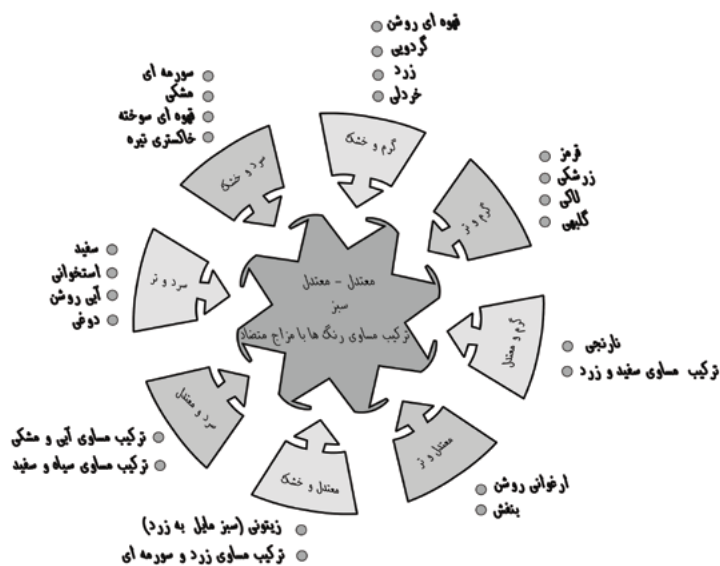 قهوه ای روشن
گردویی
زرد
خردلی
گرم و خشک
سورمه ای
مشکی
قهوه ای سوخته
خاکستری تیره
سرد و خشک
قرمز
زرشکی
لاکی
گلبهی
گرم و تر
سفید
استخوانی
آبی روشن
دوغی
سرد و تر
معتدل - معتدل
سبز
ترکیب مساوی رنگ ها با مزاج متضاد
گرم و معتدل
نارنجی
ترکیب مساوی سفید و زرد
سرد و معتدل
ترکیب مساوی آبی و مشکی
ترکیب مساوی سیاه و سفید
معتدل و تر
ارغوانی روشن
بنفش
معتدل و خشک
زیتونی (سبز مایل به زرد)
ترکیب مساوی زرد و سورمه ای